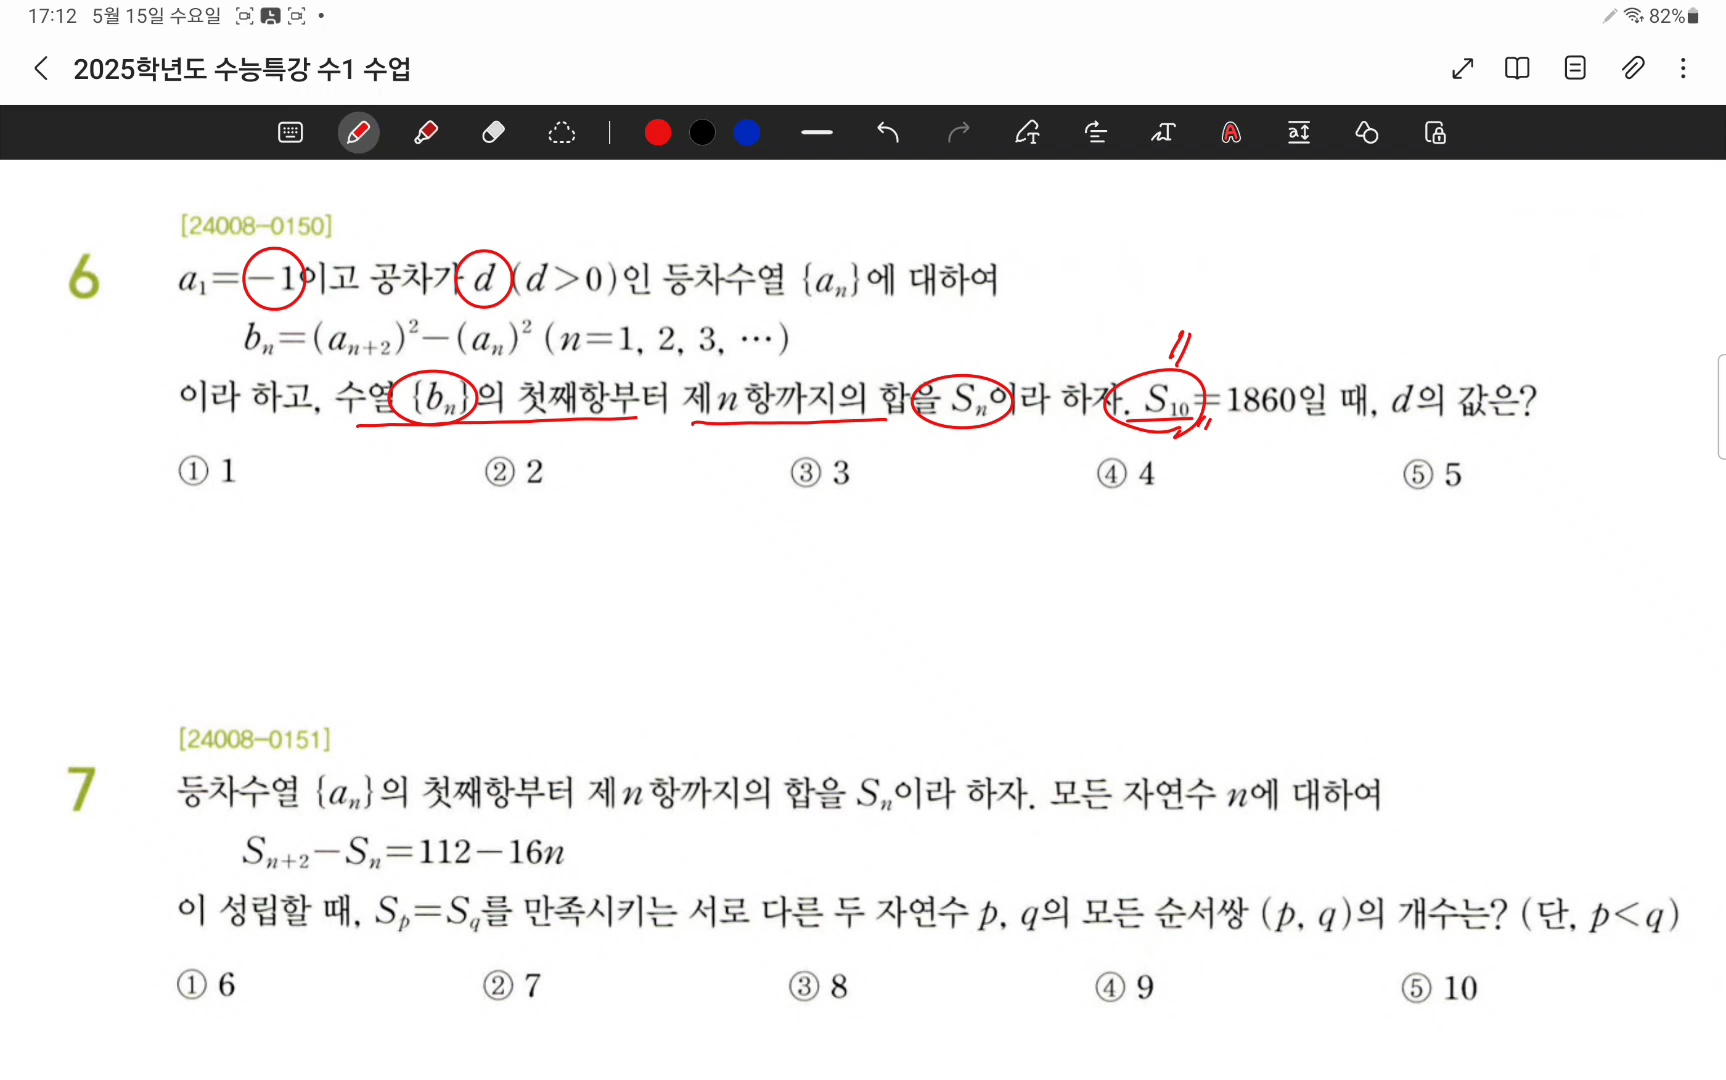 17:12 5월 15일 수요일
82%
2025학년도 수능특강 수1 수업
[24008-0150]
6
a₁=-1이고 공차가 d (d>0)인 등차수열 {aₙ}에 대하여
bₙ=(aₙ₊₂)²-(aₙ)² (n=1, 2, 3, ⋯)
이라 하고, 수열 {bₙ}의 첫째항부터 제n항까지의 합을 Sₙ이라 하자. S₁₀=1860일 때, d의 값은?
① 1 ② 2 ③ 3 ④ 4 ⑤ 5
[24008-0151]
7
등차수열 {aₙ}의 첫째항부터 제n항까지의 합을 Sₙ이라 하자. 모든 자연수 n에 대하여
Sₙ₊₂-Sₙ=112-16n
이 성립할 때, Sₚ=S_q를 만족시키는 서로 다른 두 자연수 p, q의 모든 순서쌍 (p, q)의 개수는? (단, p<q)
① 6 ② 7 ③ 8 ④ 9 ⑤ 10